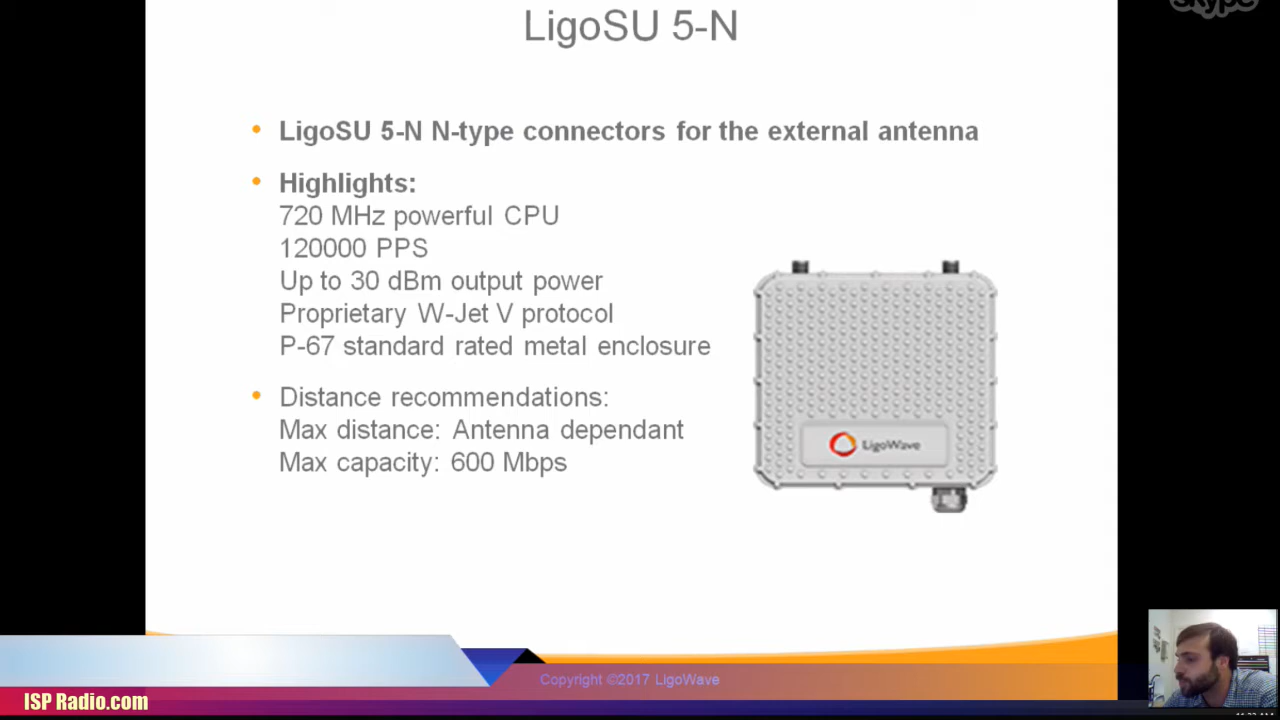 skype
LigoSU 5-N
• LigoSU 5-N N-type connectors for the external antenna
• Highlights:
720 MHz powerful CPU
120000 PPS
Up to 30 dBm output power
Proprietary W-Jet V protocol
P-67 standard rated metal enclosure
• Distance recommendations:
Max distance: Antenna dependant
Max capacity: 600 Mbps
LigoWave
Copyright ©2017 LigoWave
ISP Radio.com